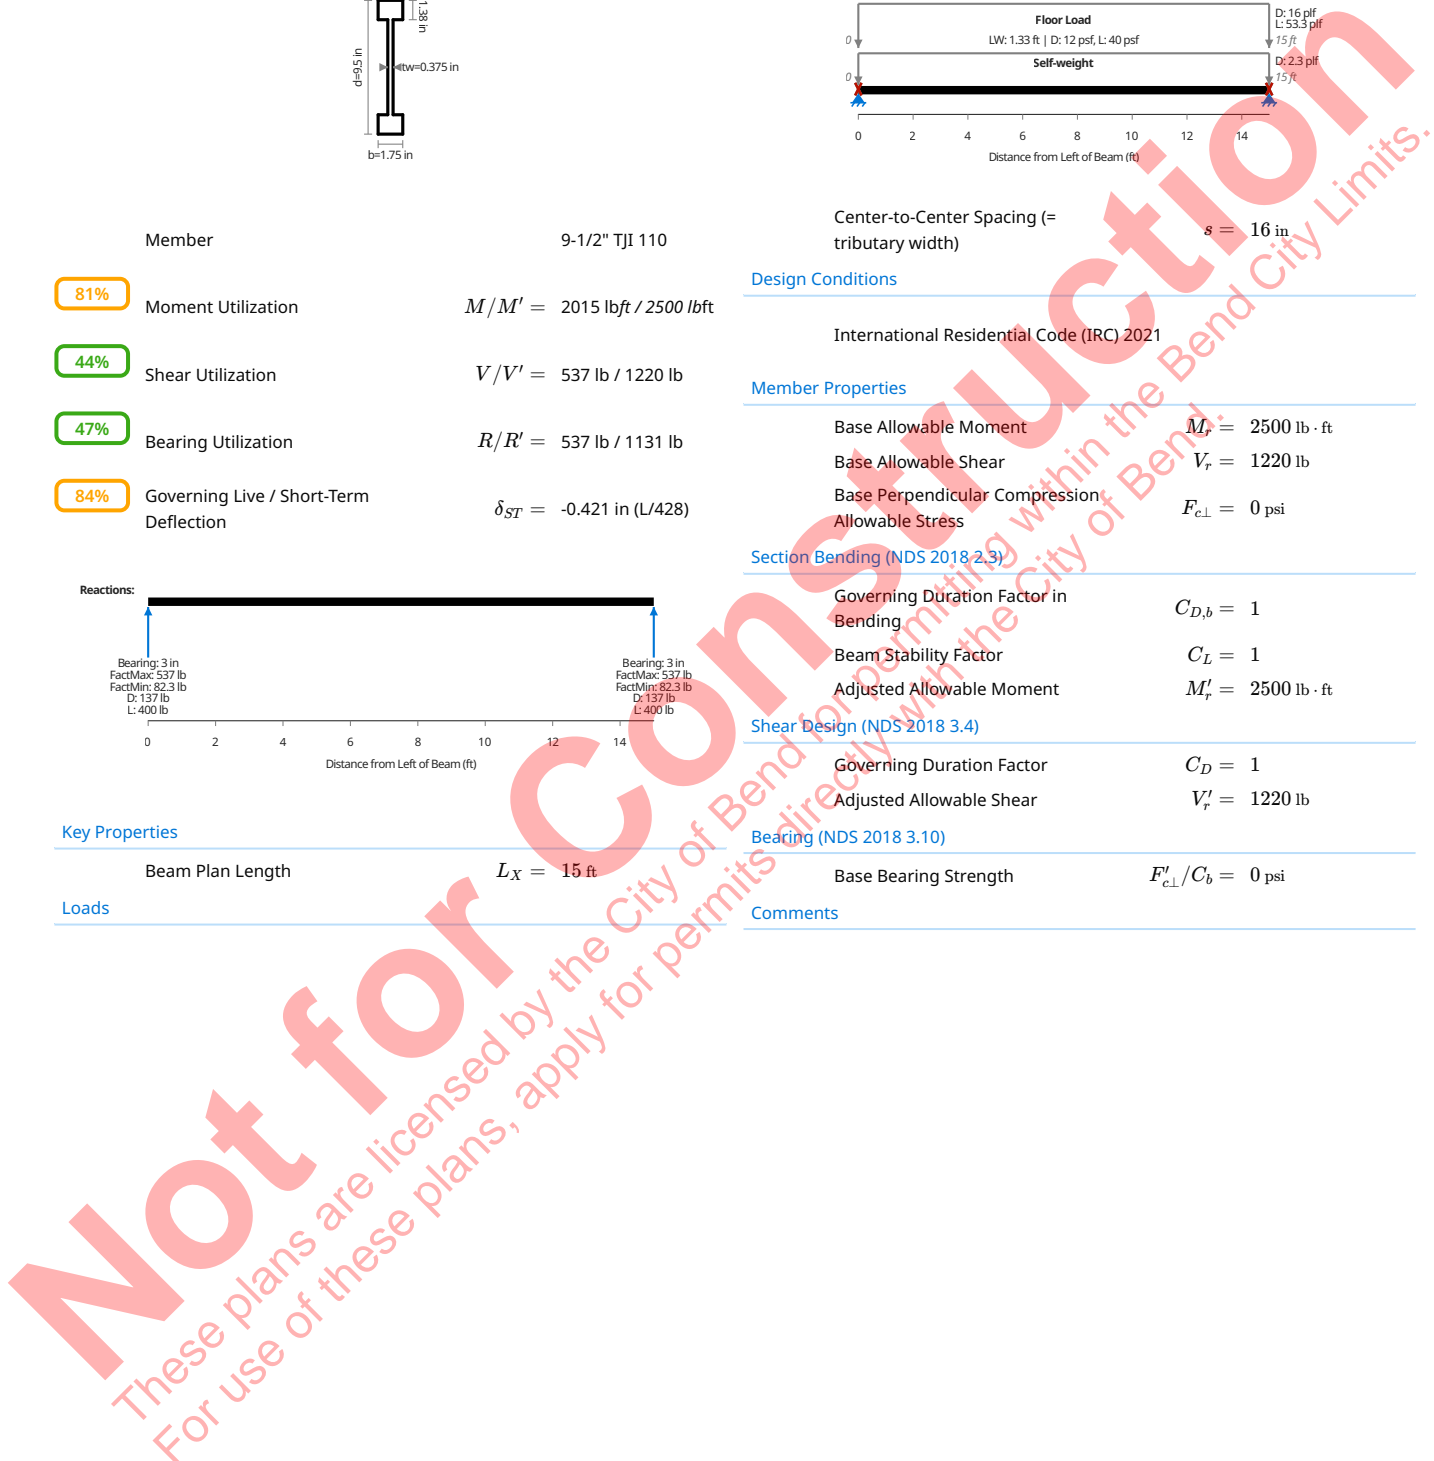 1.38 in
d=9.5 in
tw=0.375 in
b=1.75 in
Member 9-1/2" TJI 110
81%
Moment Utilization M/M′ = 2015 lbft / 2500 lbft
44%
Shear Utilization V/V′ = 537 lb / 1220 lb
47%
Bearing Utilization R/R′ = 537 lb / 1131 lb
84%
Governing Live / Short-Term
Deflection
δST = -0.421 in (L/428)
Reactions:
Bearing: 3 in
FactMax: 537 lb
FactMin: 82.3 lb
D: 137 lb
L: 400 lb
Bearing: 3 in
FactMax: 537 lb
FactMin: 82.3 lb
D: 137 lb
L: 400 lb
0 2 4 6 8 10 12 14
Distance from Left of Beam (ft)
Key Properties
Beam Plan Length LX = 15 ft
Loads
Floor Load
LW: 1.33 ft | D: 12 psf, L: 40 psf
D: 16 plf
L: 53.3 plf
0 15 ft
Self-weight
D: 2.3 plf
0 15 ft
0 2 4 6 8 10 12 14
Distance from Left of Beam (ft)
Center-to-Center Spacing (=
tributary width)
s = 16 in
Design Conditions
International Residential Code (IRC) 2021
Member Properties
Base Allowable Moment Mr = 2500 lb · ft
Base Allowable Shear Vr = 1220 lb
Base Perpendicular Compression
Allowable Stress
Fc⊥ = 0 psi
Section Bending (NDS 2018 2.3)
Governing Duration Factor in
Bending
CD,b = 1
Beam Stability Factor CL = 1
Adjusted Allowable Moment M′r = 2500 lb · ft
Shear Design (NDS 2018 3.4)
Governing Duration Factor CD = 1
Adjusted Allowable Shear V′r = 1220 lb
Bearing (NDS 2018 3.10)
Base Bearing Strength F′c⊥/Cb = 0 psi
Comments
Not for Construction
These plans are licensed by the City of Bend for permitting within the Bend City Limits.
For use of these plans, apply for permits directly with the City of Bend.